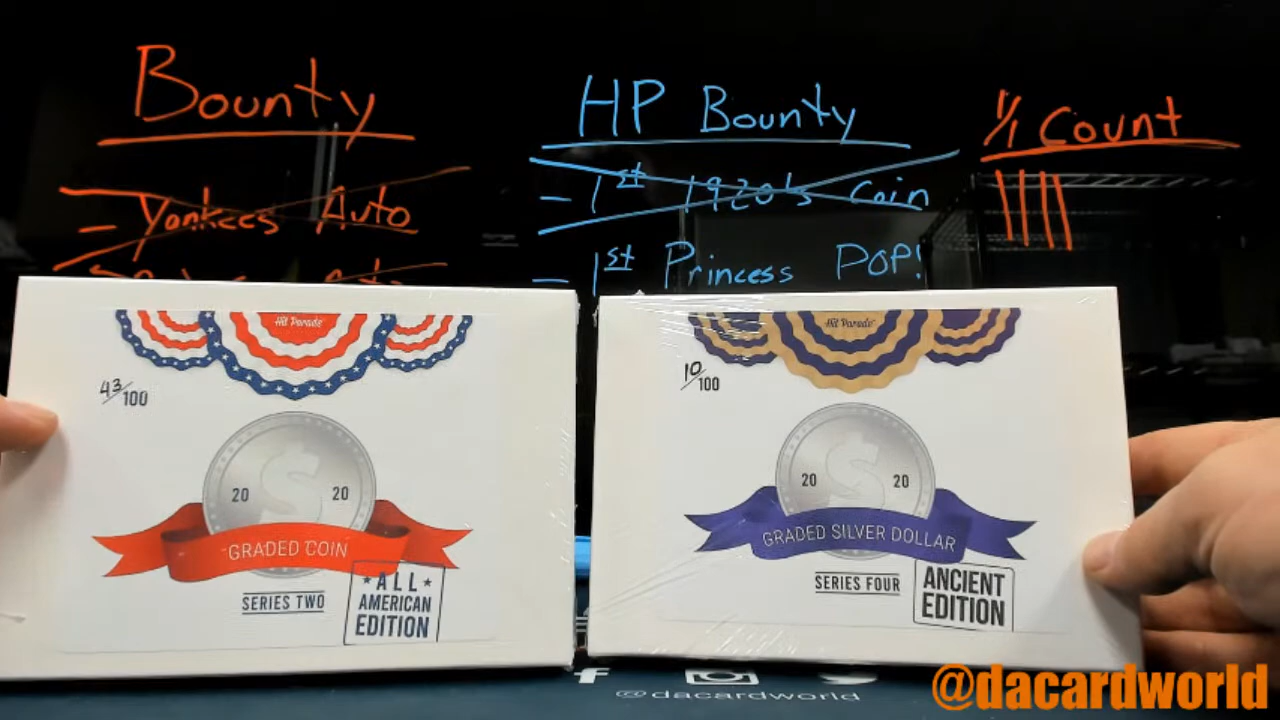 Bounty
- Yankees Auto
Auto
HP Bounty
- 1st 1920's Coin
- 1st Princess POP!
1/1 Count
Hit Parade
43/100
20 20
GRADED COIN
SERIES TWO
ALL
AMERICAN
EDITION
Hit Parade
10/100
20 20
GRADED SILVER DOLLAR
SERIES FOUR
ANCIENT
EDITION
@dacardworld
@dacardworld